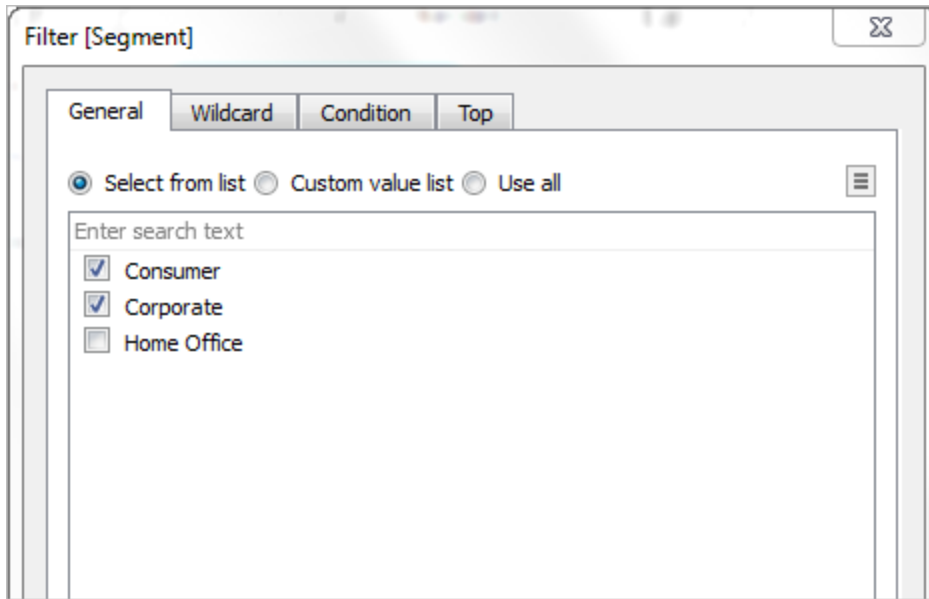 Filter [Segment]
General Wildcard Condition Top
Select from list Custom value list Use all
Enter search text
Consumer
Corporate
Home Office